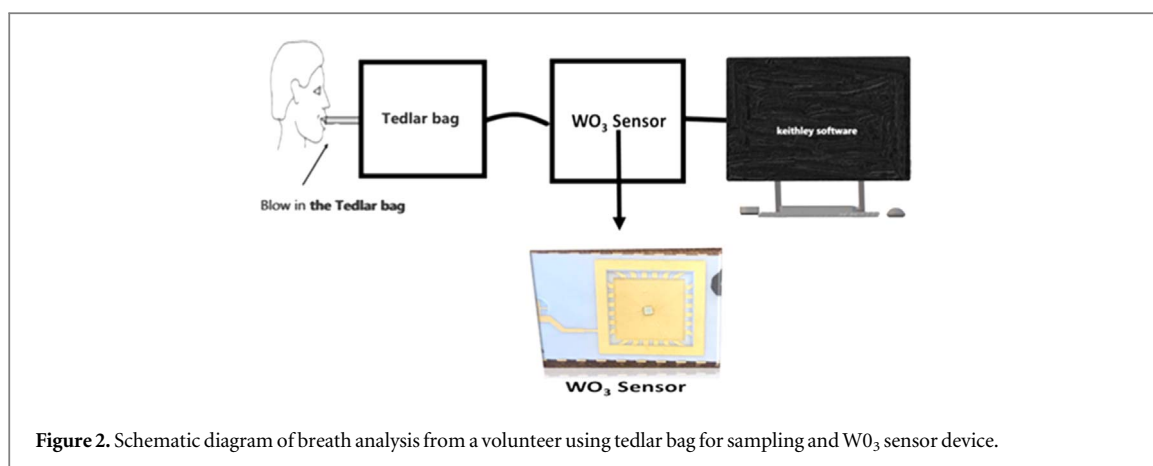 Tedlar bag
WO₃ Sensor
keithley software
Blow in the Tedlar bag
WO₃ Sensor
Figure 2. Schematic diagram of breath analysis from a volunteer using tedlar bag for sampling and W0₃ sensor device.